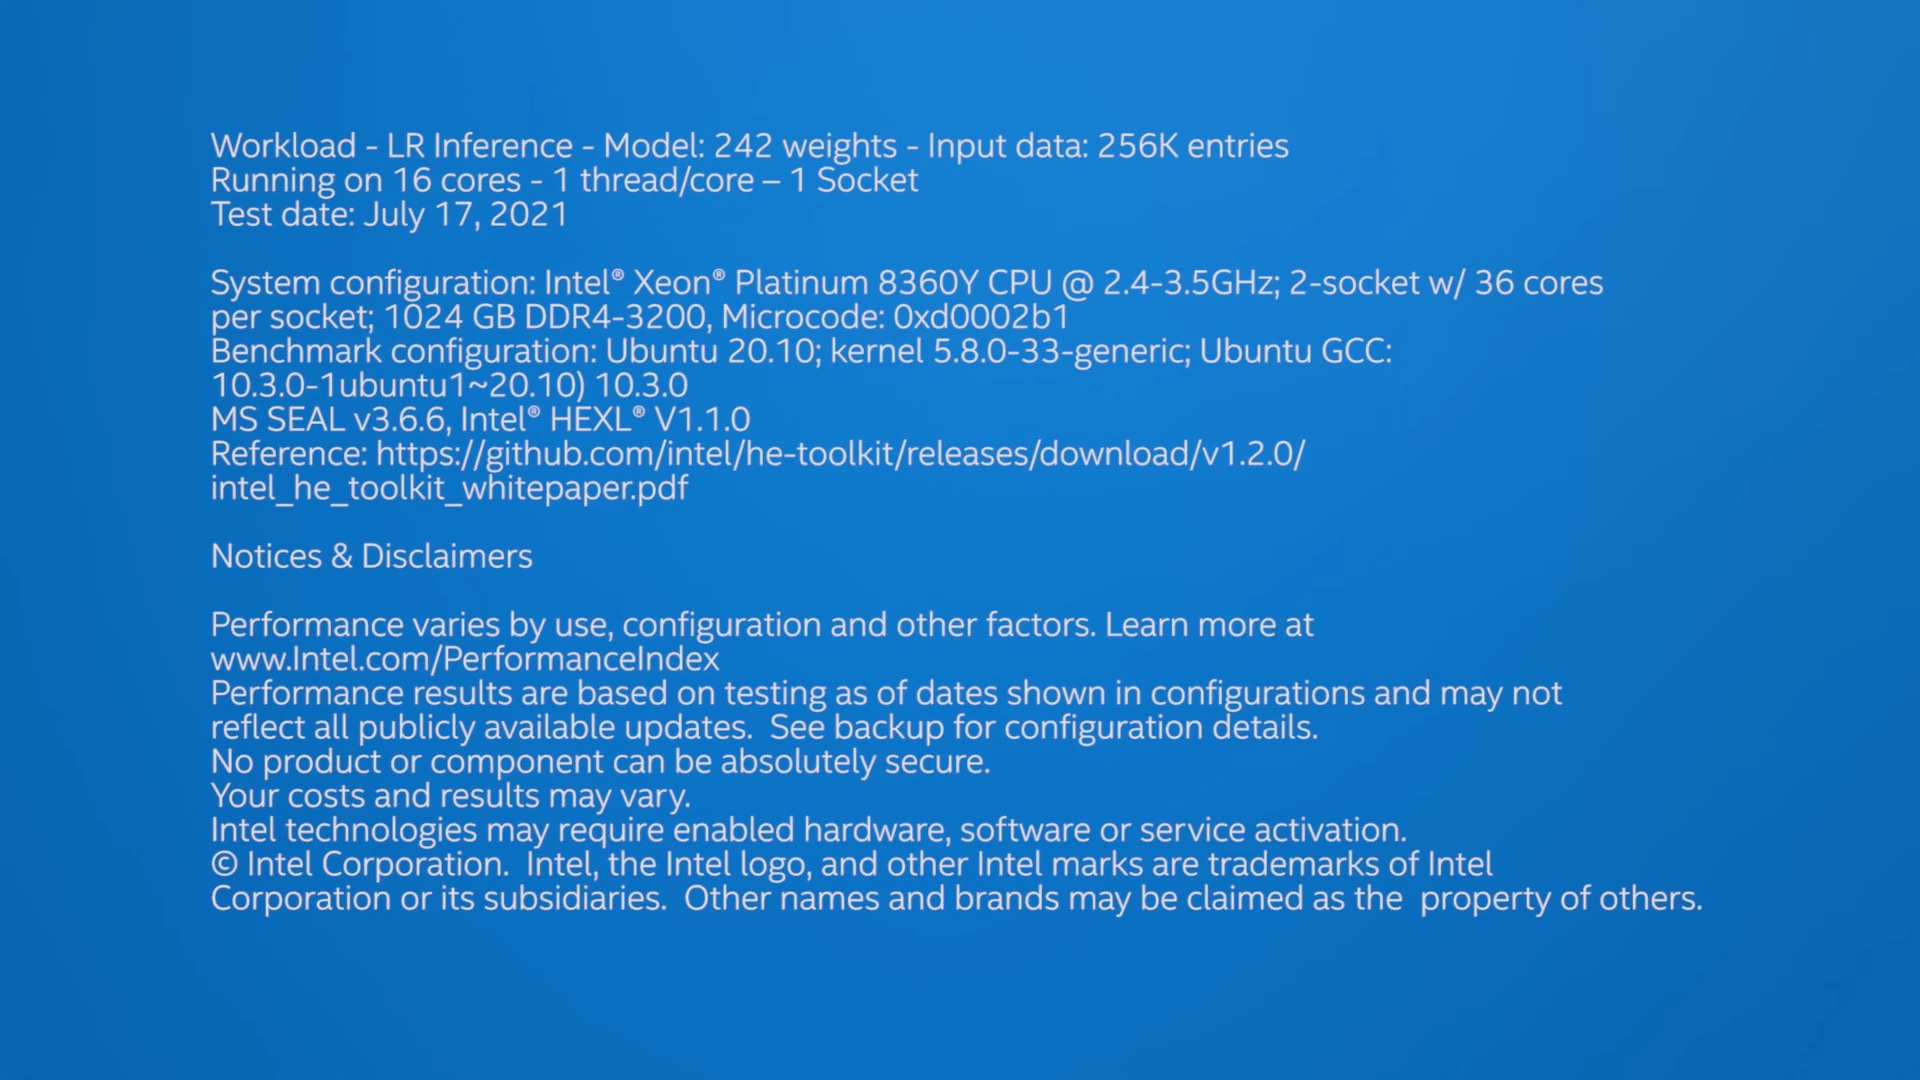 Workload - LR Inference - Model: 242 weights - Input data: 256K entries
Running on 16 cores - 1 thread/core – 1 Socket
Test date: July 17, 2021
System configuration: Intel® Xeon® Platinum 8360Y CPU @ 2.4-3.5GHz; 2-socket w/ 36 cores
per socket; 1024 GB DDR4-3200, Microcode: 0xd0002b1
Benchmark configuration: Ubuntu 20.10; kernel 5.8.0-33-generic; Ubuntu GCC:
10.3.0-1ubuntu1~20.10) 10.3.0
MS SEAL v3.6.6, Intel® HEXL® V1.1.0
Reference: https://github.com/intel/he-toolkit/releases/download/v1.2.0/
intel_he_toolkit_whitepaper.pdf
Notices & Disclaimers
Performance varies by use, configuration and other factors. Learn more at
www.Intel.com/PerformanceIndex
Performance results are based on testing as of dates shown in configurations and may not
reflect all publicly available updates.  See backup for configuration details.
No product or component can be absolutely secure.
Your costs and results may vary.
Intel technologies may require enabled hardware, software or service activation.
© Intel Corporation.  Intel, the Intel logo, and other Intel marks are trademarks of Intel
Corporation or its subsidiaries.  Other names and brands may be claimed as the  property of others.